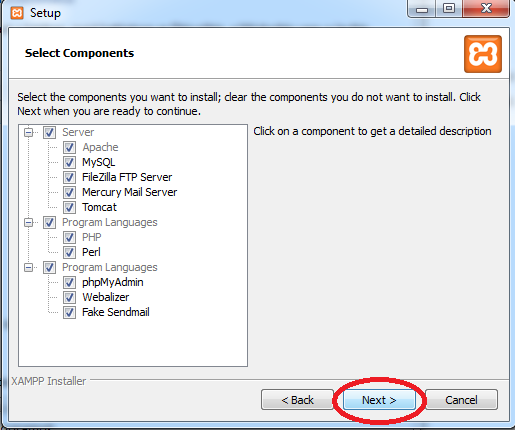 Setup
Select Components
Select the components you want to install; clear the components you do not want to install. Click
Next when you are ready to continue.
Server
Apache
MySQL
FileZilla FTP Server
Mercury Mail Server
Tomcat
Program Languages
PHP
Perl
Program Languages
phpMyAdmin
Webalizer
Fake Sendmail
Click on a component to get a detailed description
XAMPP Installer
< Back
Next >
Cancel